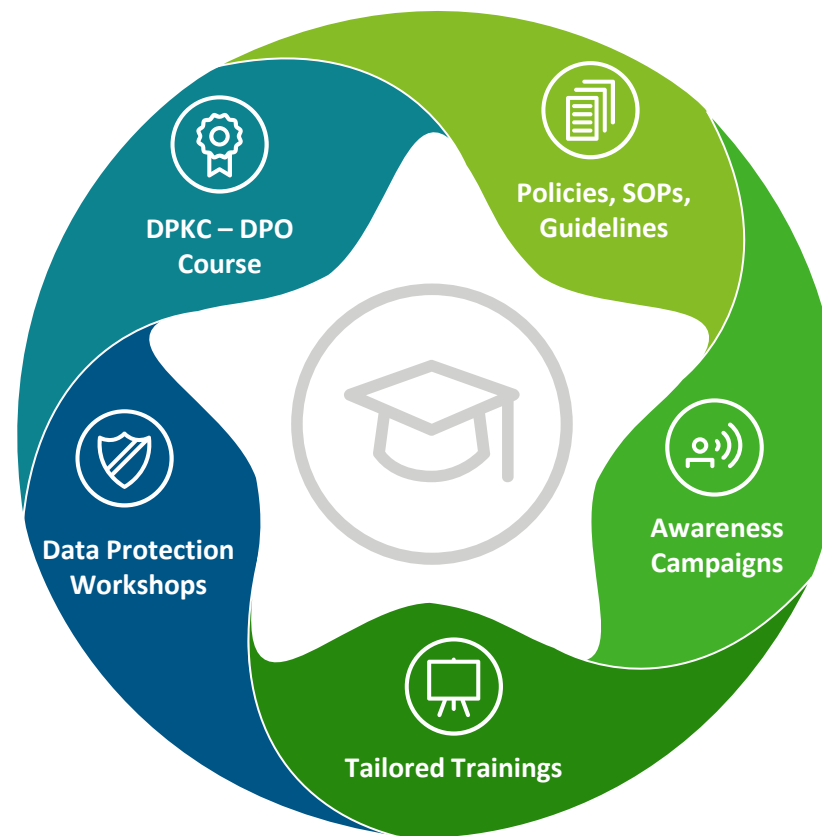 DPKC – DPO
Course
Policies, SOPs,
Guidelines
Awareness
Campaigns
Tailored Trainings
Data Protection
Workshops